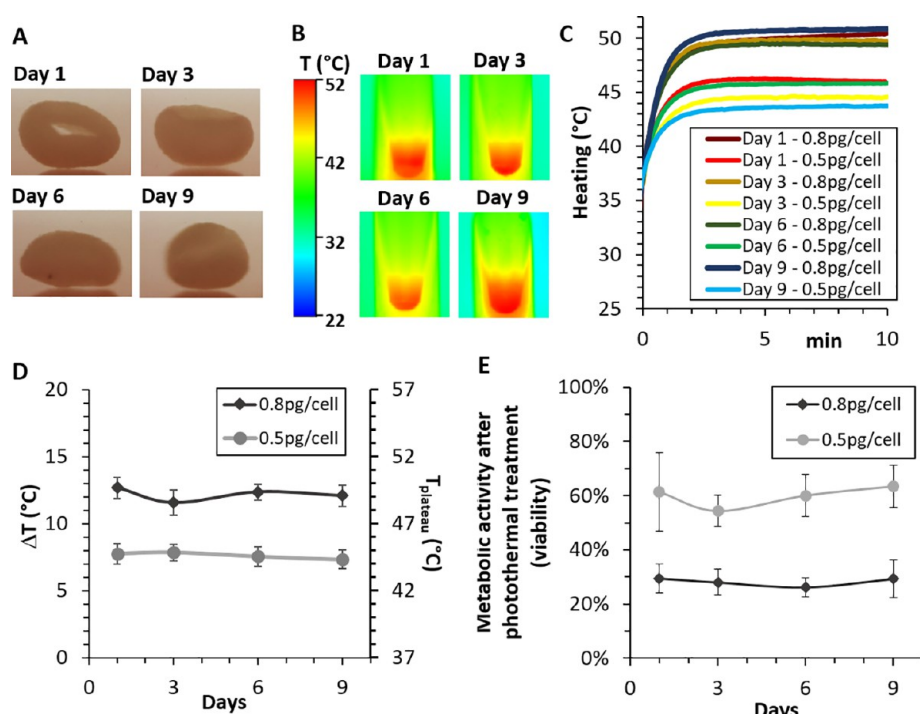 A
Day 1
Day 3
Day 6
Day 9
B
T (°C)
52
42
32
22
Day 1
Day 3
Day 6
Day 9
C
Heating (°C)
50
45
40
35
30
25
0
5
10
min
Day 1 - 0.8pg/cell
Day 1 - 0.5pg/cell
Day 3 - 0.8pg/cell
Day 3 - 0.5pg/cell
Day 6 - 0.8pg/cell
Day 6 - 0.5pg/cell
Day 9 - 0.8pg/cell
Day 9 - 0.5pg/cell
D
ΔT (°C)
20
15
10
5
0
0.8pg/cell
0.5pg/cell
57
52
49
44
42
37
Tplateau (°C)
0
3
6
9
Days
E
Metabolic activity after
photothermal treatment
(viability)
100%
80%
60%
40%
20%
0%
0.8pg/cell
0.5pg/cell
0
3
6
9
Days